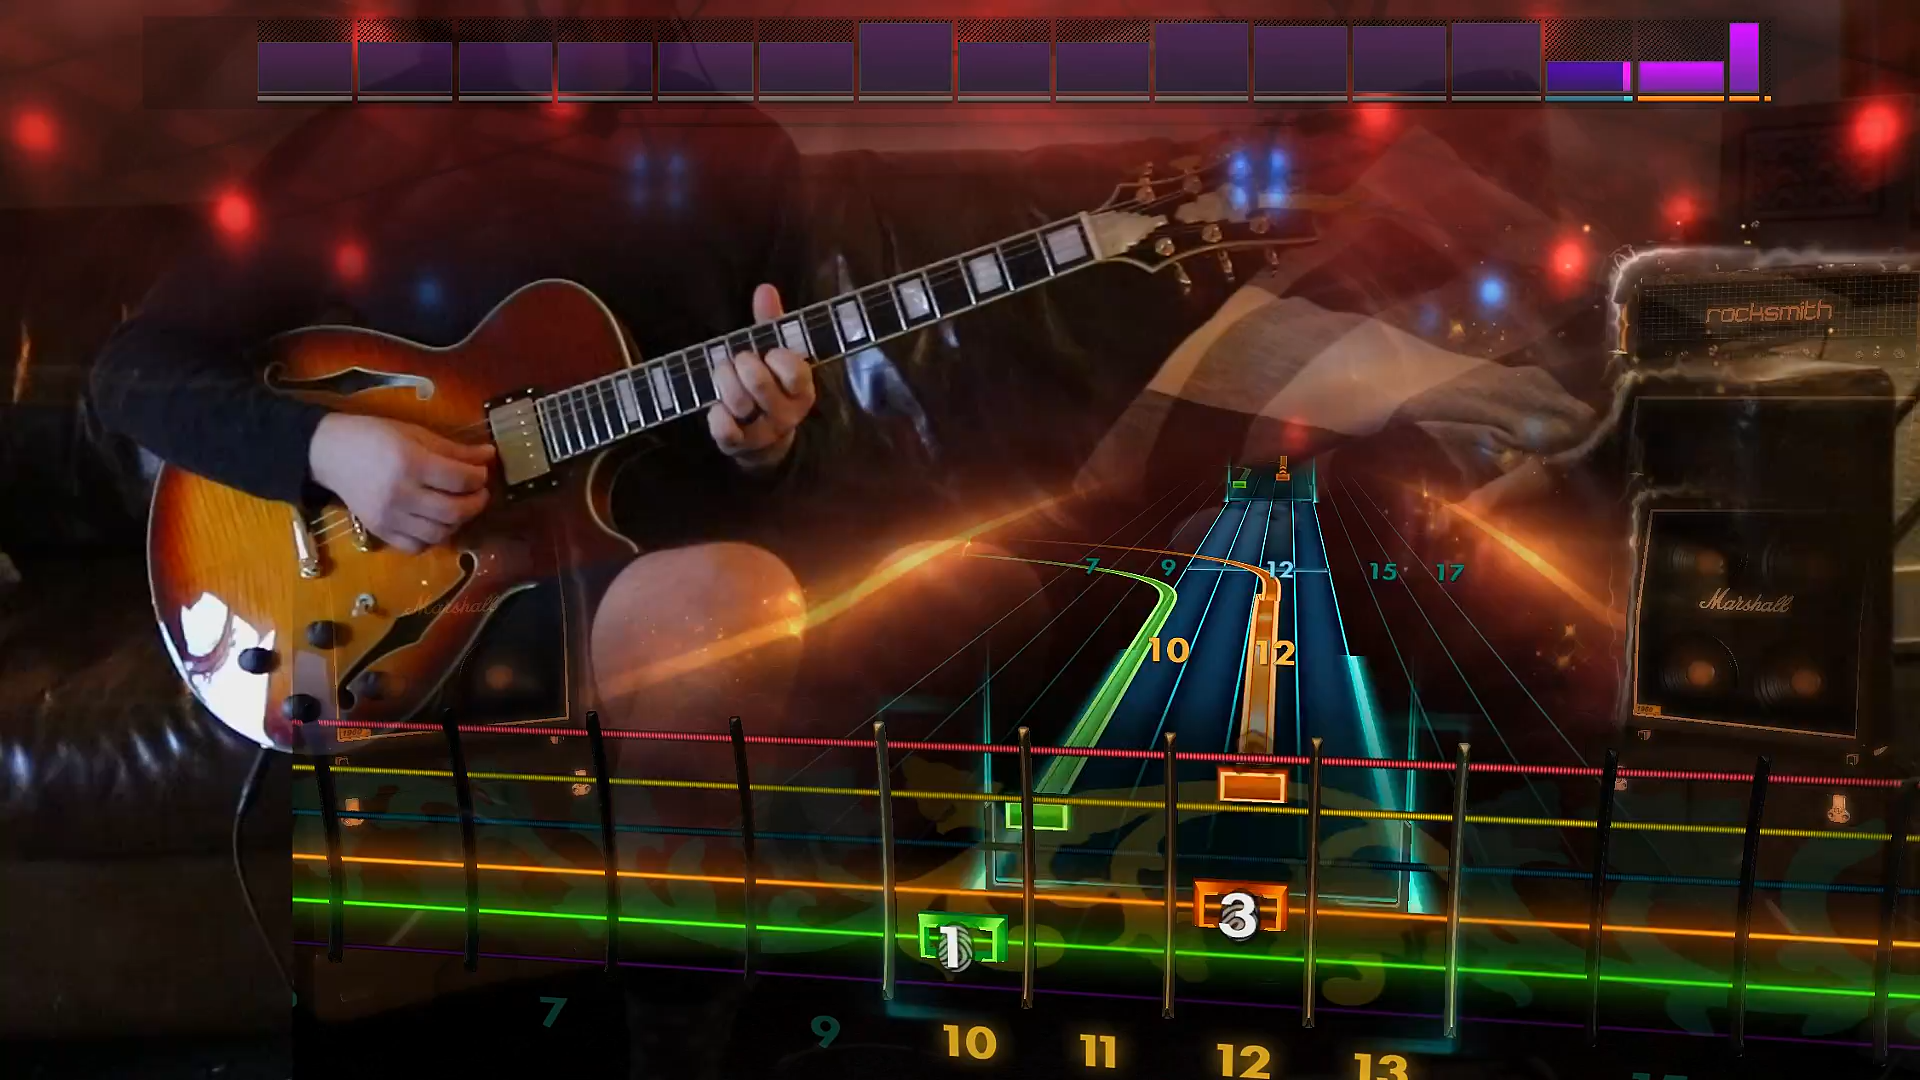 rocksmith
7 9 12 15 17
Marshall
Marshall
10 12
3
1
7 9 10 11 12 13